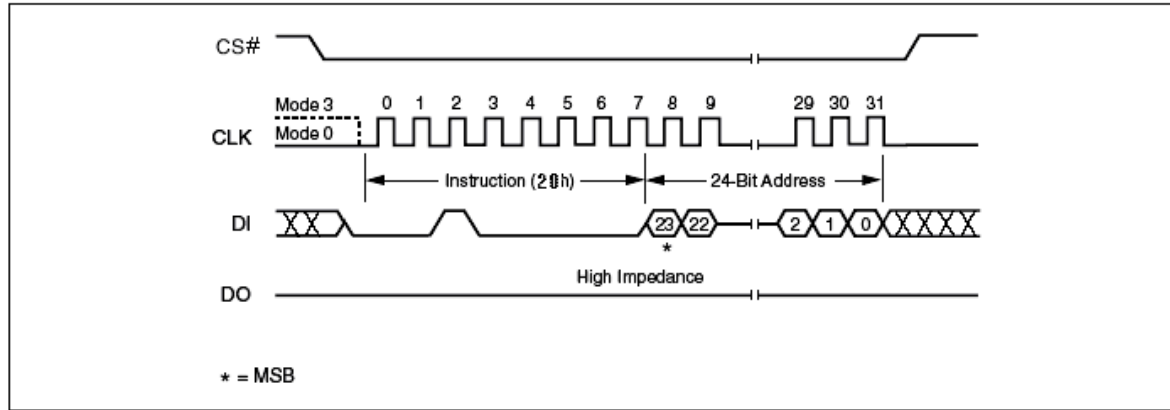 CS#
Mode 3
0 1 2 3 4 5 6 7 8 9 29 30 31
CLK
Mode 0
Instruction (20h) 24-Bit Address
DI
23 22 2 1 0
*
High Impedance
DO
* = MSB